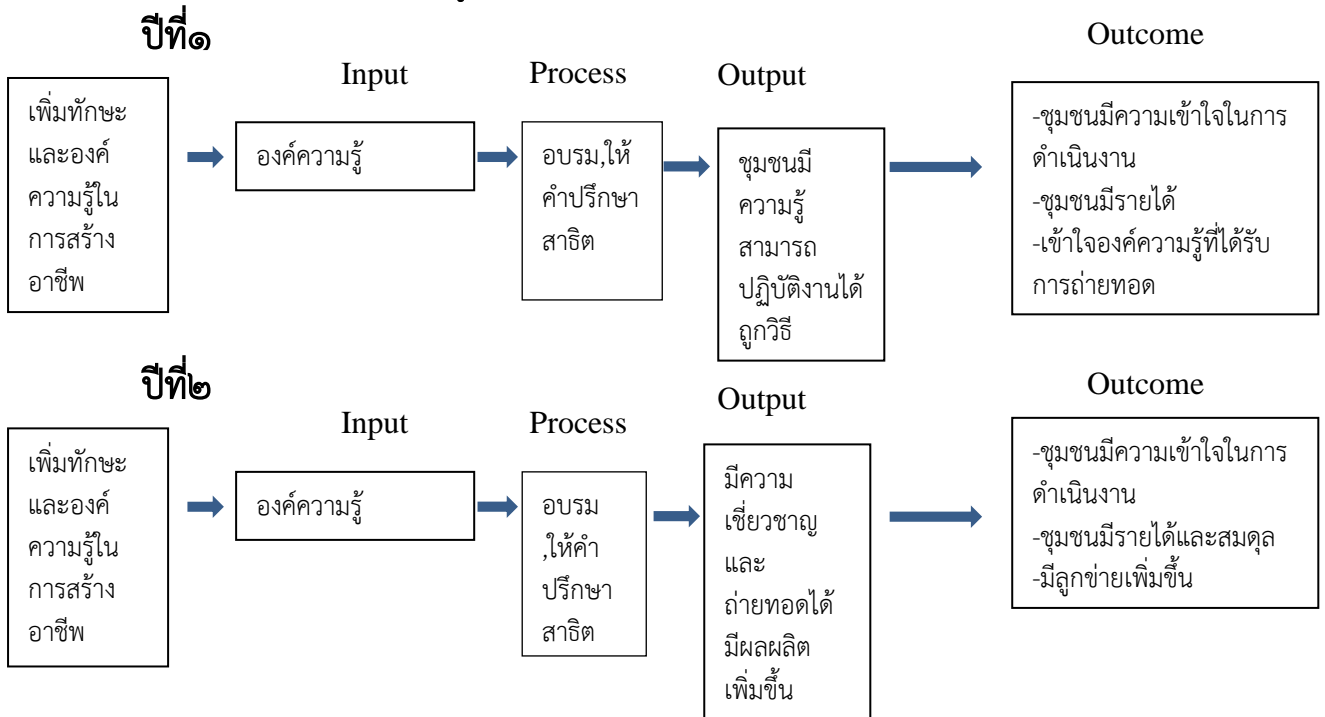 ปีที่๑
Outcome
Input
Process
Output
เพิ่มทักษะ
และองค์
ความรู้ใน
การสร้าง
อาชีพ
องค์ความรู้
อบรม,ให้
คำปรึกษา
สาธิต
ชุมชนมี
ความรู้
สามารถ
ปฏิบัติงานได้
ถูกวิธี
-ชุมชนมีความเข้าใจในการ
ดำเนินงาน
-ชุมชนมีรายได้
-เข้าใจองค์ความรู้ที่ได้รับ
การถ่ายทอด
ปีที่๒
Outcome
Input
Process
Output
เพิ่มทักษะ
และองค์
ความรู้ใน
การสร้าง
อาชีพ
องค์ความรู้
อบรม
,ให้คำ
ปรึกษา
สาธิต
มีความ
เชี่ยวชาญ
และ
ถ่ายทอดได้
มีผลผลิต
เพิ่มขึ้น
-ชุมชนมีความเข้าใจในการ
ดำเนินงาน
-ชุมชนมีรายได้และสมดุล
-มีลูกข่ายเพิ่มขึ้น